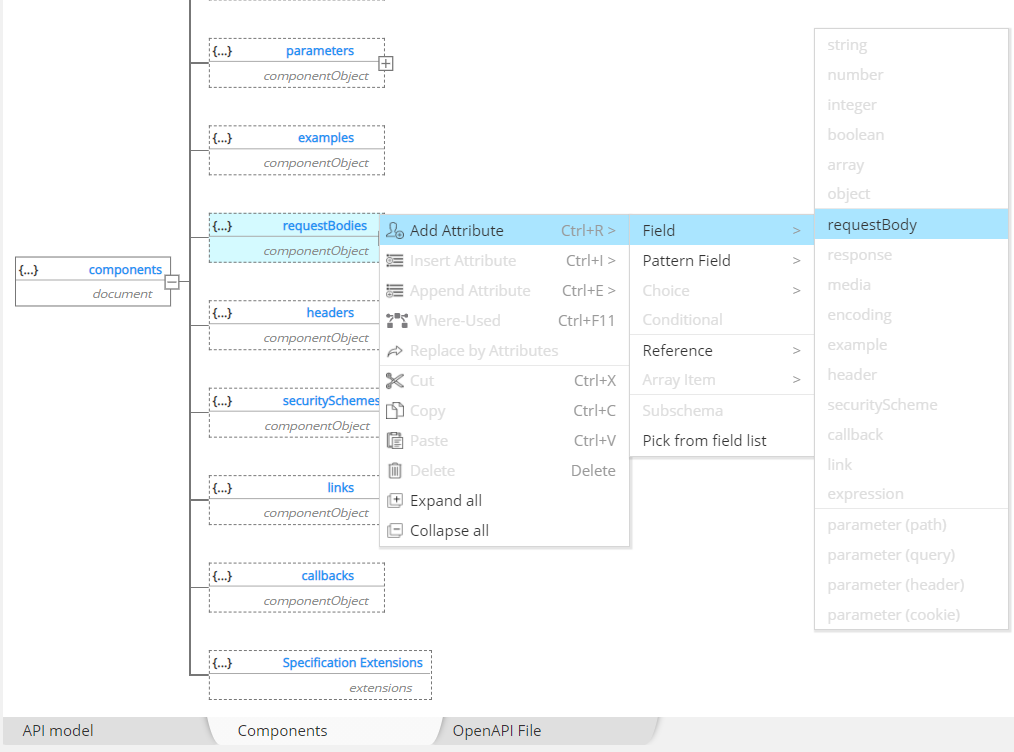 {...} parameters
componentObject
{...} examples
componentObject
{...} requestBodies
componentObject
{...} components
document
{...} headers
componentObject
{...} securitySchemes
componentObject
{...} links
componentObject
{...} callbacks
componentObject
{...} Specification Extensions
extensions
Add Attribute Ctrl+R >
Insert Attribute Ctrl+I >
Append Attribute Ctrl+E >
Where-Used Ctrl+F11
Replace by Attributes
Cut Ctrl+X
Copy Ctrl+C
Paste Ctrl+V
Delete Delete
Expand all
Collapse all
Field >
Pattern Field >
Choice >
Conditional
Reference >
Array Item >
Subschema
Pick from field list
string
number
integer
boolean
array
object
requestBody
response
media
encoding
example
header
securityScheme
callback
link
expression
parameter (path)
parameter (query)
parameter (header)
parameter (cookie)
API model Components OpenAPI File